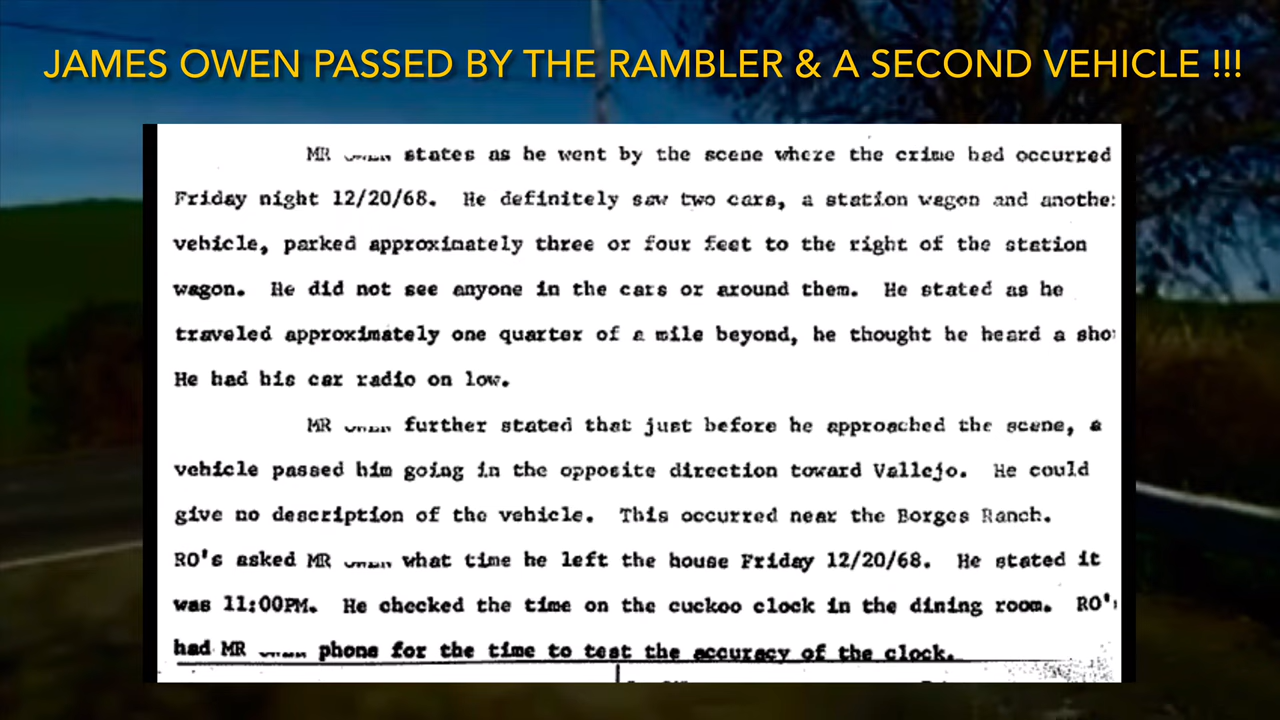 JAMES OWEN PASSED BY THE RAMBLER & A SECOND VEHICLE !!!
MR states as he went by the scene where the crime had occurred
Friday night 12/20/68. He definitely saw two cars, a station wagon and anothe
vehicle, parked approximately three or four feet to the right of the station
wagon. He did not see anyone in the cars or around them. He stated as he
traveled approximately one quarter of a mile beyond, he thought he heard a sho
He had his car radio on low.
MR further stated that just before he approached the scene, a
vehicle passed him going in the opposite direction toward Vallejo. He could
give no description of the vehicle. This occurred near the Borges Ranch.
RO's asked MR what time he left the house Friday 12/20/68. He stated it
was 11:00PM. He checked the time on the cuckoo clock in the dining room. RO'
had MR phone for the time to test the accuracy of the clock.